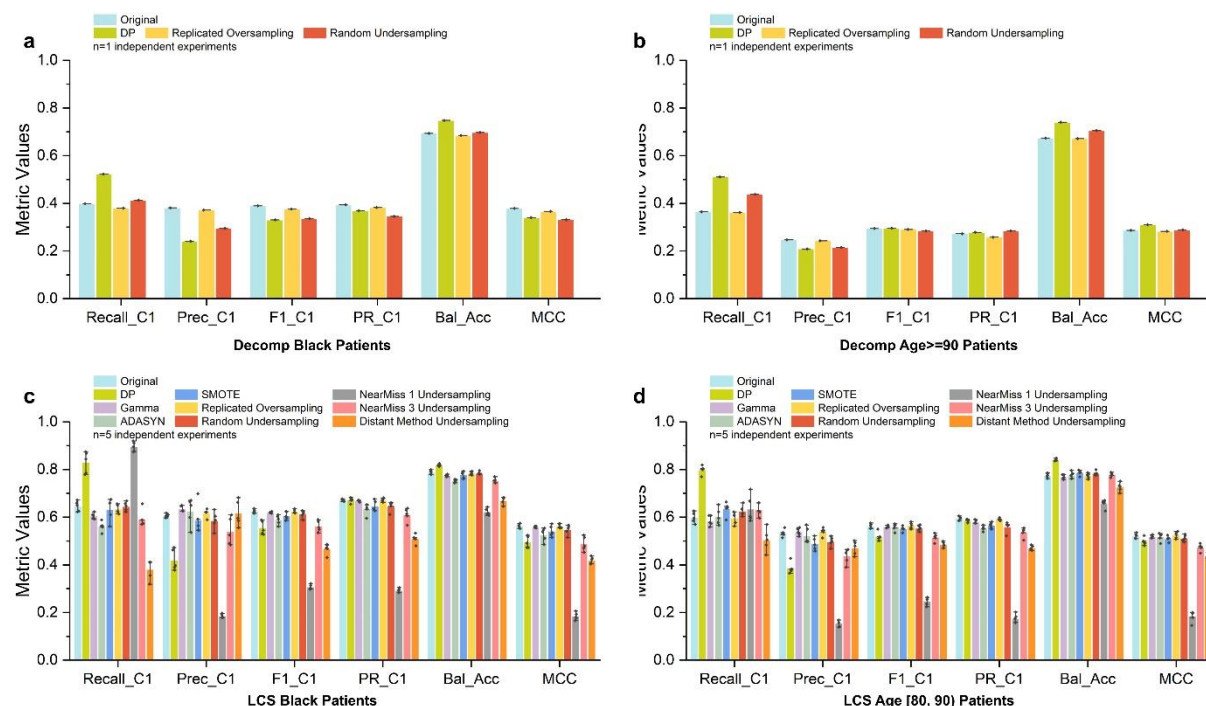 a
Original
DP Replicated Oversampling Random Undersampling
n=1 independent experiments
1.0
0.8
0.6
0.4
0.2
0.0
Metric Values
Recall_C1 Prec_C1 F1_C1 PR_C1 Bal_Acc MCC
Decomp Black Patients
b
Original
DP Replicated Oversampling Random Undersampling
n=1 independent experiments
1.0
0.8
0.6
0.4
0.2
0.0
Metric Values
Recall_C1 Prec_C1 F1_C1 PR_C1 Bal_Acc MCC
Decomp Age>=90 Patients
c
Original
DP SMOTE NearMiss 1 Undersampling
Gamma Replicated Oversampling NearMiss 3 Undersampling
ADASYN Random Undersampling Distant Method Undersampling
n=5 independent experiments
1.0
0.8
0.6
0.4
0.2
0.0
Metric Values
Recall_C1 Prec_C1 F1_C1 PR_C1 Bal_Acc MCC
LCS Black Patients
d
Original
DP SMOTE NearMiss 1 Undersampling
Gamma Replicated Oversampling NearMiss 3 Undersampling
ADASYN Random Undersampling Distant Method Undersampling
n=5 independent experiments
1.0
0.8
0.6
0.4
0.2
0.0
Metric Values
Recall_C1 Prec_C1 F1_C1 PR_C1 Bal_Acc MCC
LCS Age [80, 90) Patients